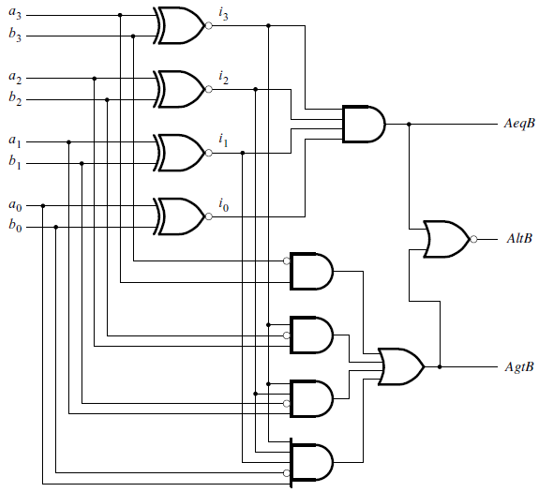 a₃
b₃
i₃
a₂
b₂
i₂
a₁
b₁
i₁
a₀
b₀
i₀
AeqB
AltB
AgtB